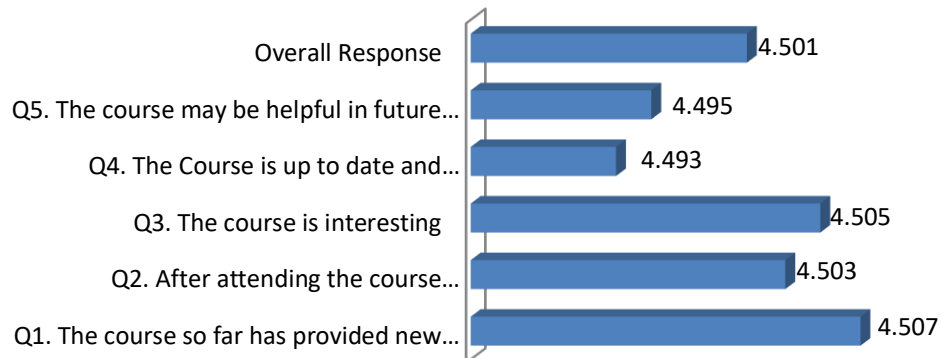 Overall Response 4.501
Q5. The course may be helpful in future... 4.495
Q4. The Course is up to date and... 4.493
Q3. The course is interesting 4.505
Q2. After attending the course... 4.503
Q1. The course so far has provided new... 4.507